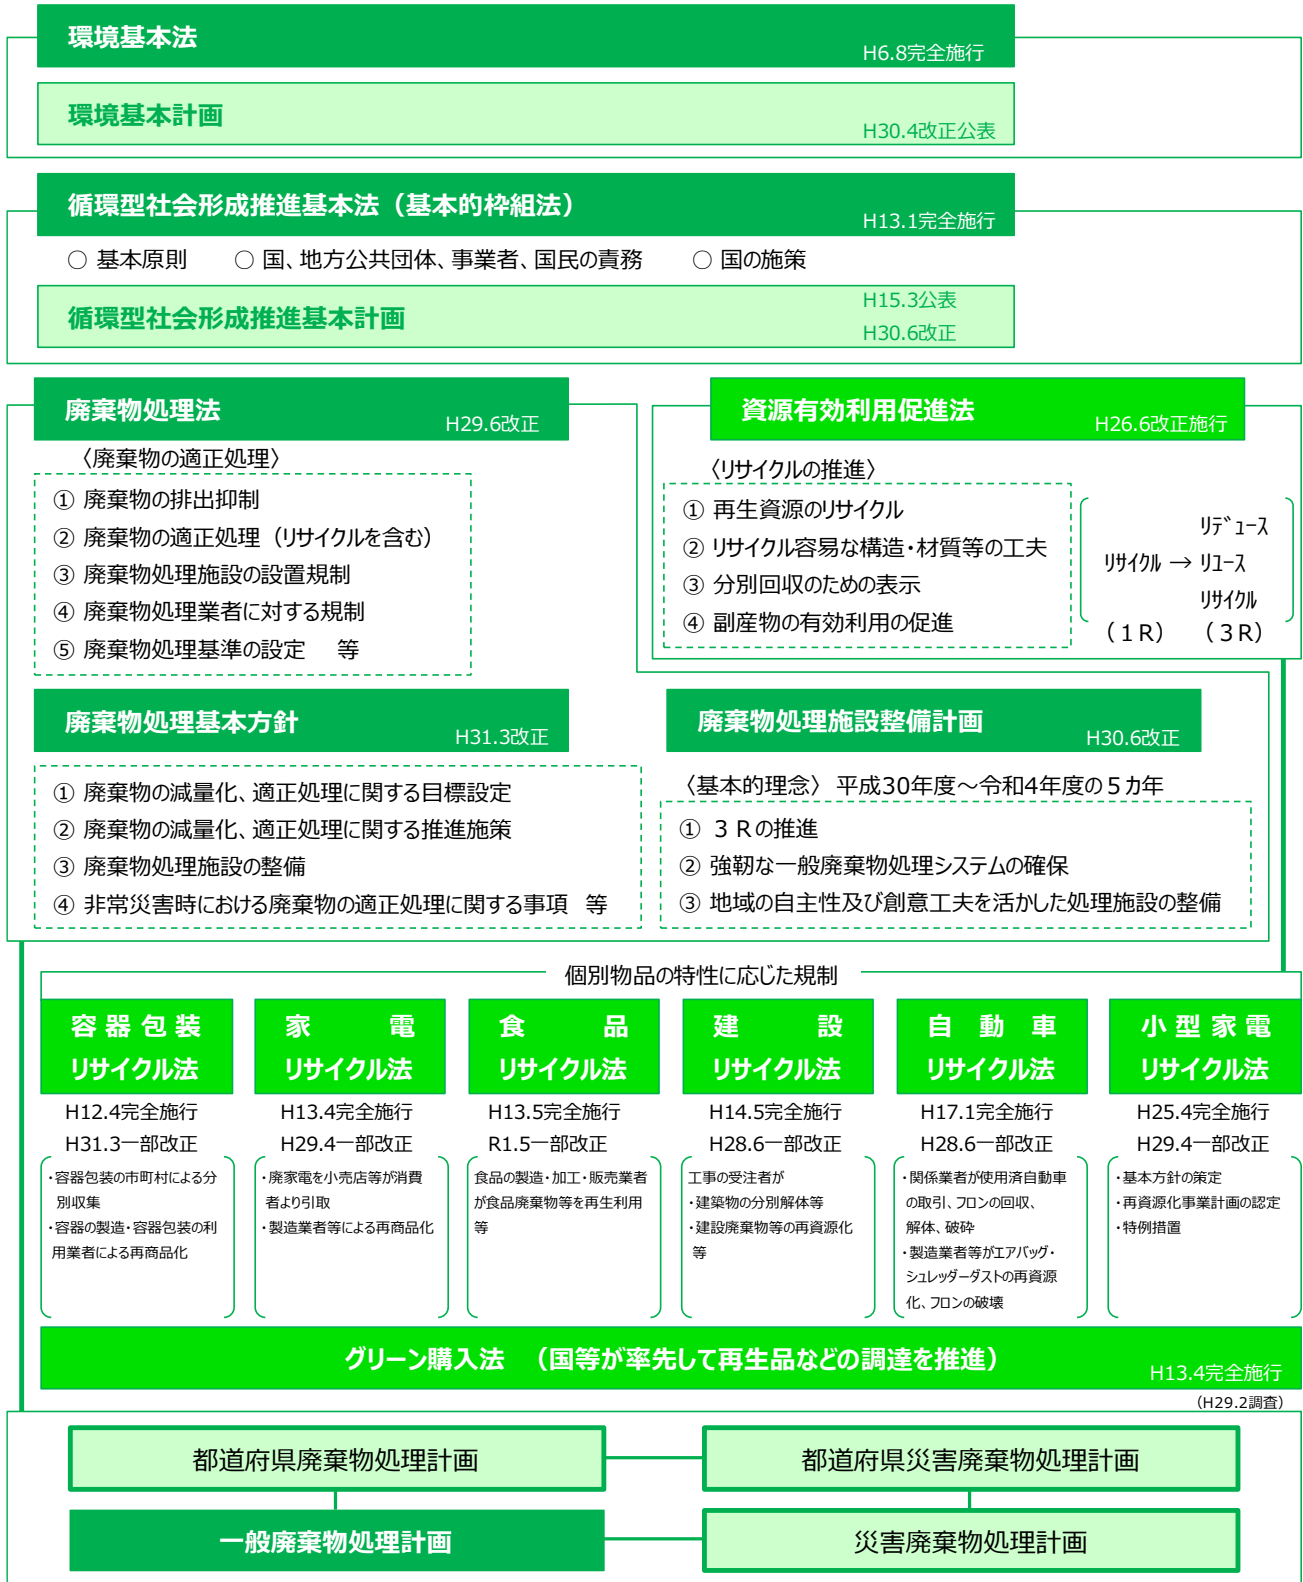 環境基本法
H6.8完全施行
環境基本計画
H30.4改正公表
循環型社会形成推進基本法（基本的枠組法）
H13.1完全施行
○ 基本原則　○ 国、地方公共団体、事業者、国民の責務　○ 国の施策
循環型社会形成推進基本計画
H15.3公表
H30.6改正
廃棄物処理法
H29.6改正
〈廃棄物の適正処理〉
① 廃棄物の排出抑制
② 廃棄物の適正処理（リサイクルを含む）
③ 廃棄物処理施設の設置規制
④ 廃棄物処理業者に対する規制
⑤ 廃棄物処理基準の設定　等
資源有効利用促進法
H26.6改正施行
〈リサイクルの推進〉
① 再生資源のリサイクル
② リサイクル容易な構造・材質等の工夫
③ 分別回収のための表示
④ 副産物の有効利用の促進
ﾘﾃﾞｭｰｽ
ﾘｻｲｸﾙ → ﾘﾕｰｽ
ﾘｻｲｸﾙ
（１R）　（３R）
廃棄物処理基本方針
H31.3改正
① 廃棄物の減量化、適正処理に関する目標設定
② 廃棄物の減量化、適正処理に関する推進施策
③ 廃棄物処理施設の整備
④ 非常災害時における廃棄物の適正処理に関する事項　等
廃棄物処理施設整備計画
H30.6改正
〈基本的理念〉 平成30年度～令和4年度の５カ年
① ３Ｒの推進
② 強靭な一般廃棄物処理システムの確保
③ 地域の自主性及び創意工夫を活かした処理施設の整備
個別物品の特性に応じた規制
容器包装
リサイクル法
H12.4完全施行
H31.3一部改正
・容器包装の市町村による分
別収集
・容器の製造・容器包装の利
用業者による再商品化
家　電
リサイクル法
H13.4完全施行
H29.4一部改正
・廃家電を小売店等が消費
者より引取
・製造業者等による再商品化
食　品
リサイクル法
H13.5完全施行
R1.5一部改正
食品の製造・加工・販売業者
が食品廃棄物等を再生利用
等
建　設
リサイクル法
H14.5完全施行
H28.6一部改正
工事の受注者が
・建築物の分別解体等
・建設廃棄物等の再資源化
等
自動車
リサイクル法
H17.1完全施行
H28.6一部改正
・関係業者が使用済自動車
の取引、フロンの回収、
解体、破砕
・製造業者等がエアバッグ・
シュレッダーダストの再資源
化、フロンの破壊
小型家電
リサイクル法
H25.4完全施行
H29.4一部改正
・基本方針の策定
・再資源化事業計画の認定
・特例措置
グリーン購入法　（国等が率先して再生品などの調達を推進）
H13.4完全施行
（H29.2調査）
都道府県廃棄物処理計画
都道府県災害廃棄物処理計画
一般廃棄物処理計画
災害廃棄物処理計画